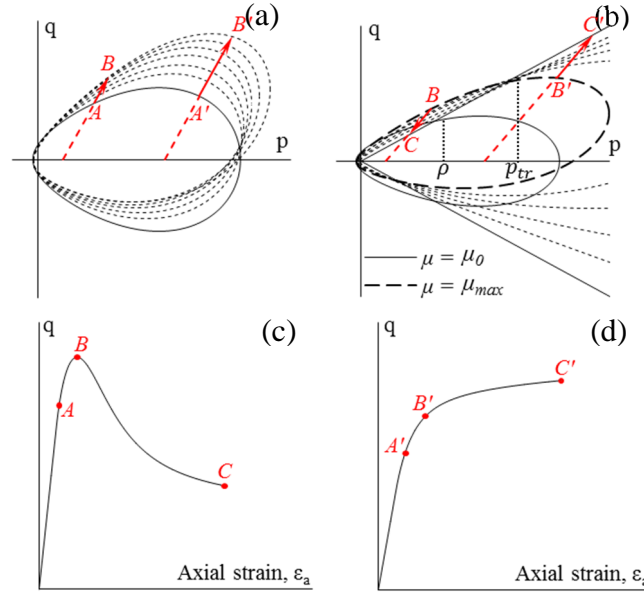 q
(a)
B
B′
A
A′
p
q
(b)
C′
B
B′
C
p
ρ
p_tr
μ = μ_0
μ = μ_max
q
(c)
B
A
C
Axial strain, ε_a
q
(d)
C′
B′
A′
Axial strain, ε